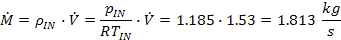 Ṁ = ρ_IN · V̇ = p_IN / RT_IN · V̇ = 1.185 · 1.53 = 1.813 kg/s